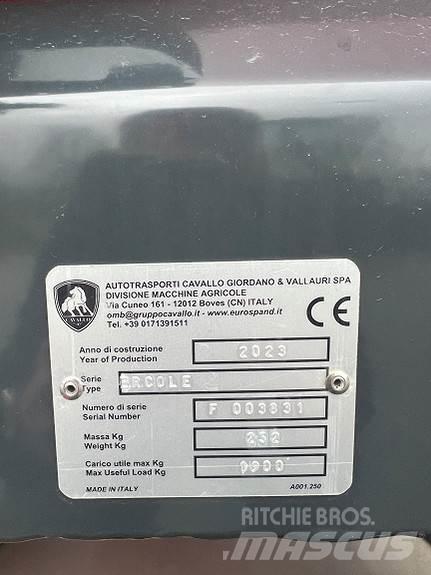 AUTOTRASPORTI CAVALLO GIORDANO & VALLAURI SPA
DIVISIONE MACCHINE AGRICOLE
Via Cuneo 161 - 12012 Boves (CN) ITALY
omb@gruppocavallo.it - www.eurospand.it
Tel. +39 0171391511
CAVALLO
CE
Anno di costruzione
Year of Production
2023
Serie
Type
ERCOLE
Numero di serie
Serial Number
F 003831
Massa Kg
Weight Kg
252
Carico utile max Kg
Max Useful Load Kg
1900
MADE IN ITALY
A001.250
RITCHIE BROS.
MASCUS